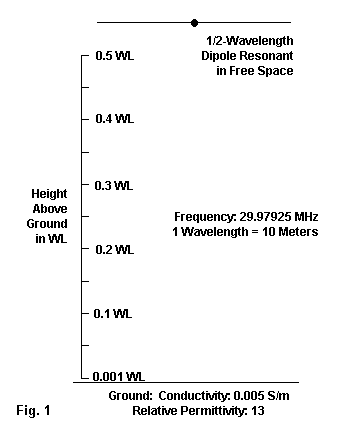 1/2-Wavelength
Dipole Resonant
in Free Space
0.5 WL
0.4 WL
0.3 WL
Height
Above
Ground
in WL
Frequency: 29.97925 MHz
1 Wavelength = 10 Meters
0.2 WL
0.1 WL
0.001 WL
Ground: Conductivity: 0.005 S/m
Relative Permittivity: 13
Fig. 1